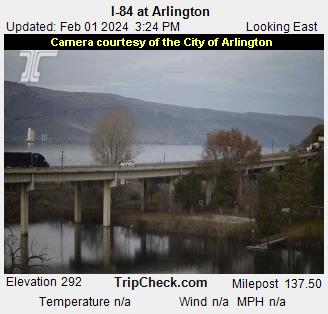 I-84 at Arlington
Updated: Feb 01 2024 3:24 PM Looking East
Camera courtesy of the City of Arlington
Elevation 292 TripCheck.com Milepost 137.50
Temperature n/a Wind n/a MPH n/a